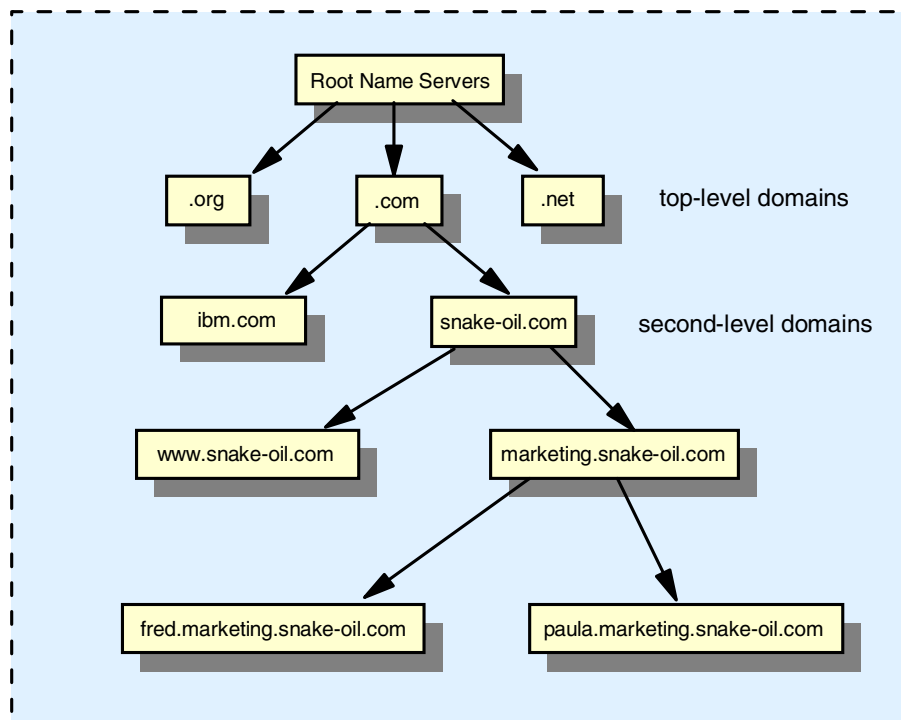 Root Name Servers
.org
.com
.net
top-level domains
ibm.com
snake-oil.com
second-level domains
www.snake-oil.com
marketing.snake-oil.com
fred.marketing.snake-oil.com
paula.marketing.snake-oil.com